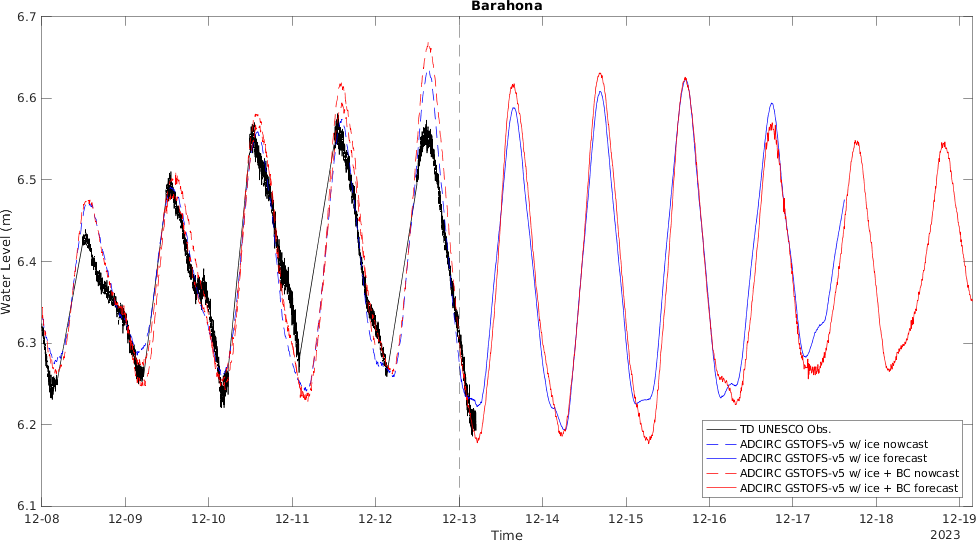 Barahona
6.7
6.6
6.5
6.4
6.3
6.2
6.1
Water Level (m)
TD UNESCO Obs.
ADCIRC GSTOFS-v5 w/ ice nowcast
ADCIRC GSTOFS-v5 w/ ice forecast
ADCIRC GSTOFS-v5 w/ ice + BC nowcast
ADCIRC GSTOFS-v5 w/ ice + BC forecast
12-08 12-09 12-10 12-11 12-12 12-13 12-14 12-15 12-16 12-17 12-18 12-19
Time
2023